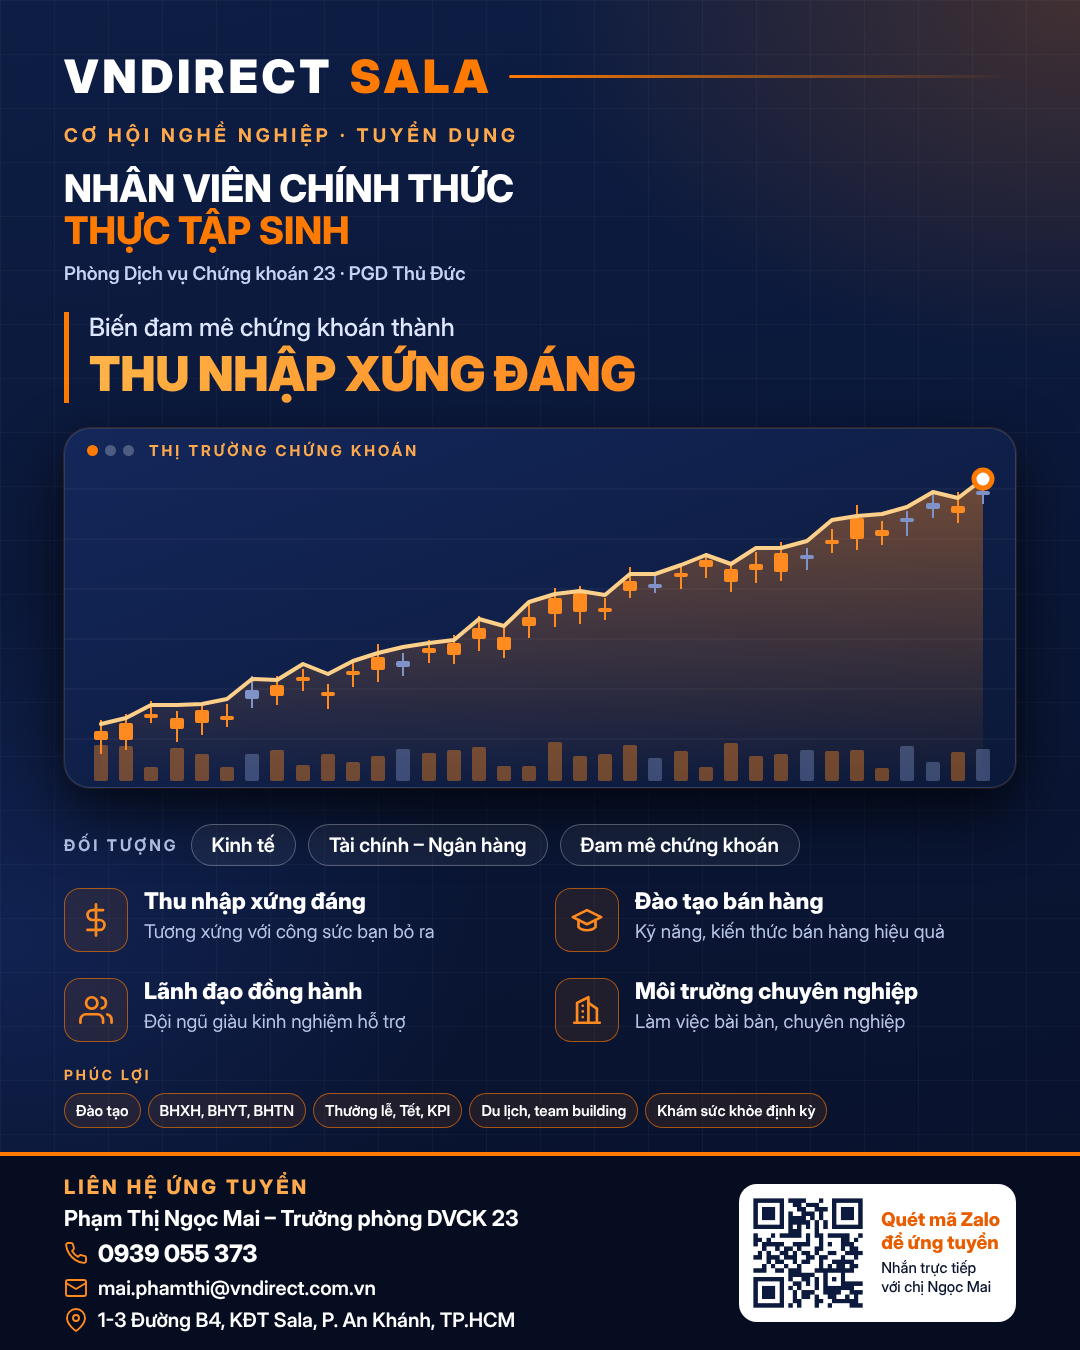 VNDIRECT SALA
CƠ HỘI NGHỀ NGHIỆP · TUYỂN DỤNG
NHÂN VIÊN CHÍNH THỨC
THỰC TẬP SINH
Phòng Dịch vụ Chứng khoán 23 · PGD Thủ Đức
Biến đam mê chứng khoán thành
THU NHẬP XỨNG ĐÁNG
THỊ TRƯỜNG CHỨNG KHOÁN
ĐỐI TƯỢNG Kinh tế Tài chính – Ngân hàng Đam mê chứng khoán
Thu nhập xứng đáng
Tương xứng với công sức bạn bỏ ra
Đào tạo bán hàng
Kỹ năng, kiến thức bán hàng hiệu quả
Lãnh đạo đồng hành
Đội ngũ giàu kinh nghiệm hỗ trợ
Môi trường chuyên nghiệp
Làm việc bài bản, chuyên nghiệp
PHÚC LỢI
Đào tạo BHXH, BHYT, BHTN Thưởng lễ, Tết, KPI Du lịch, team building Khám sức khỏe định kỳ
LIÊN HỆ ỨNG TUYỂN
Phạm Thị Ngọc Mai – Trưởng phòng DVCK 23
0939 055 373
mai.phamthi@vndirect.com.vn
1-3 Đường B4, KĐT Sala, P. An Khánh, TP.HCM
Quét mã Zalo
để ứng tuyển
Nhắn trực tiếp
với chị Ngọc Mai